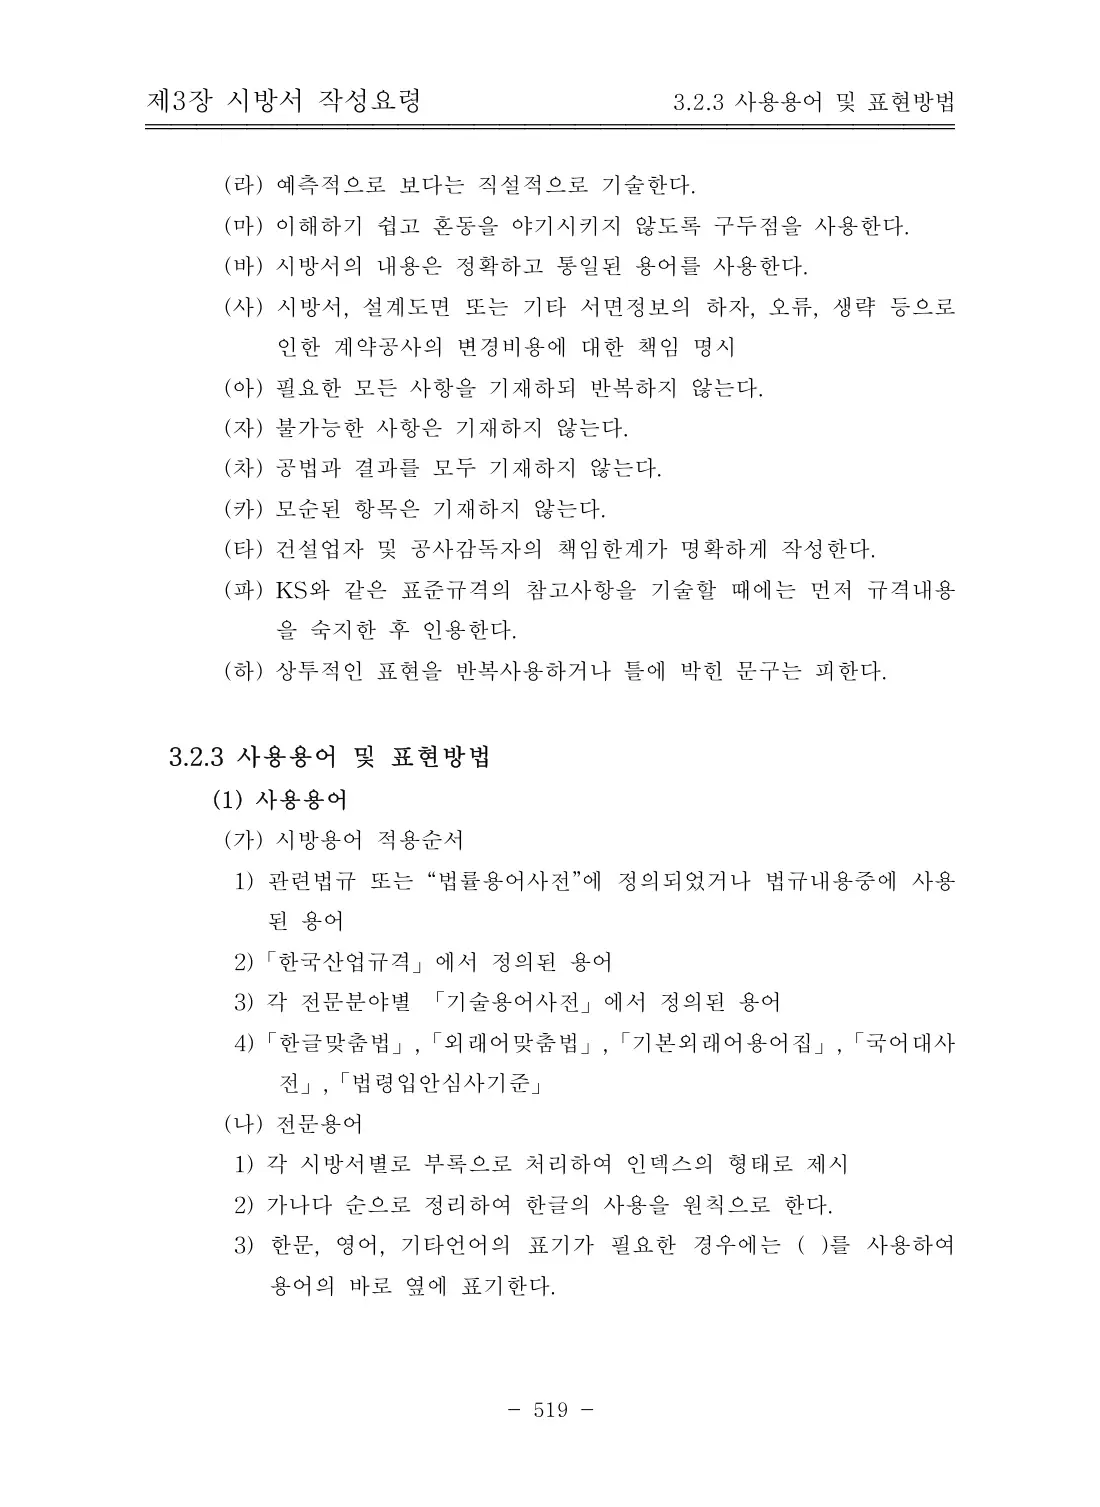 제3장 시방서 작성요령
3.2.3 사용용어 및 표현방법
(라) 예측적으로 보다는 직설적으로 기술한다.
(마) 이해하기 쉽고 혼동을 야기시키지 않도록 구두점을 사용한다.
(바) 시방서의 내용은 정확하고 통일된 용어를 사용한다.
(사) 시방서, 설계도면 또는 기타 서면정보의 하자, 오류, 생략 등으로
인한 계약공사의 변경비용에 대한 책임 명시
(아) 필요한 모든 사항을 기재하되 반복하지 않는다.
(자) 불가능한 사항은 기재하지 않는다.
(차) 공법과 결과를 모두 기재하지 않는다.
(카) 모순된 항목은 기재하지 않는다.
(타) 건설업자 및 공사감독자의 책임한계가 명확하게 작성한다.
(파) KS와 같은 표준규격의 참고사항을 기술할 때에는 먼저 규격내용
을 숙지한 후 인용한다.
(하) 상투적인 표현을 반복사용하거나 틀에 박힌 문구는 피한다.
3.2.3 사용용어 및 표현방법
(1) 사용용어
(가) 시방용어 적용순서
1) 관련법규 또는 “법률용어사전”에 정의되었거나 법규내용중에 사용
된 용어
2)「한국산업규격」에서 정의된 용어
3) 각 전문분야별 「기술용어사전」에서 정의된 용어
4)「한글맞춤법」,「외래어맞춤법」,「기본외래어용어집」,「국어대사
전」,「법령입안심사기준」
(나) 전문용어
1) 각 시방서별로 부록으로 처리하여 인덱스의 형태로 제시
2) 가나다 순으로 정리하여 한글의 사용을 원칙으로 한다.
3) 한문, 영어, 기타언어의 표기가 필요한 경우에는 ( )를 사용하여
용어의 바로 옆에 표기한다.
- 519 -